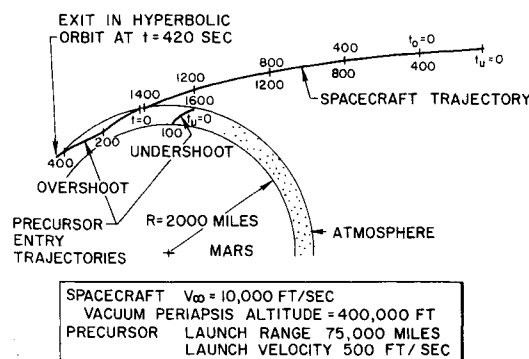 EXIT IN HYPERBOLIC
ORBIT AT t=420 SEC
800 400 t₀=0
1200
1400
1200 800 400 tᵤ=0
1600
t=0
SPACECRAFT TRAJECTORY
200
100 tᵤ=0
400
UNDERSHOOT
OVERSHOOT
PRECURSOR
ENTRY
TRAJECTORIES
R=2000 MILES
MARS
ATMOSPHERE
SPACECRAFT V∞ = 10,000 FT/SEC
VACUUM PERIAPSIS ALTITUDE = 400,000 FT
PRECURSOR LAUNCH RANGE 75,000 MILES
LAUNCH VELOCITY 500 FT/SEC